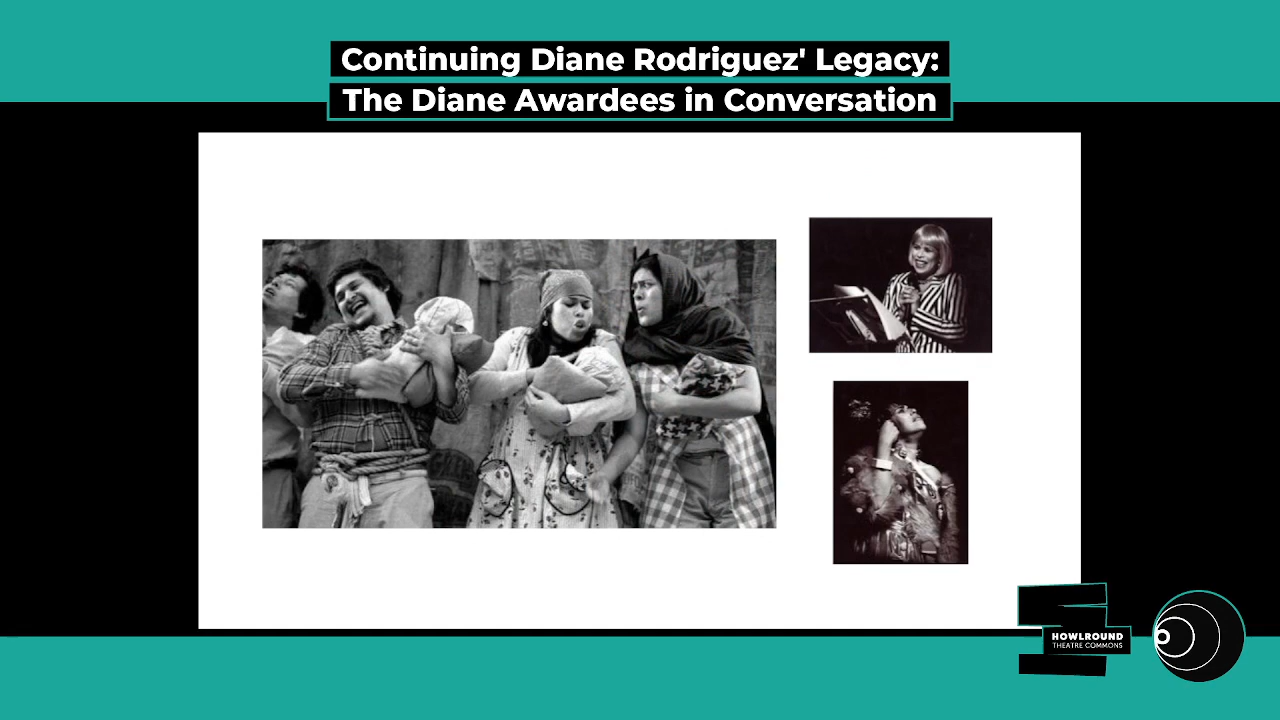 Continuing Diane Rodriguez' Legacy:
The Diane Awardees in Conversation
HOWLROUND
THEATRE COMMONS